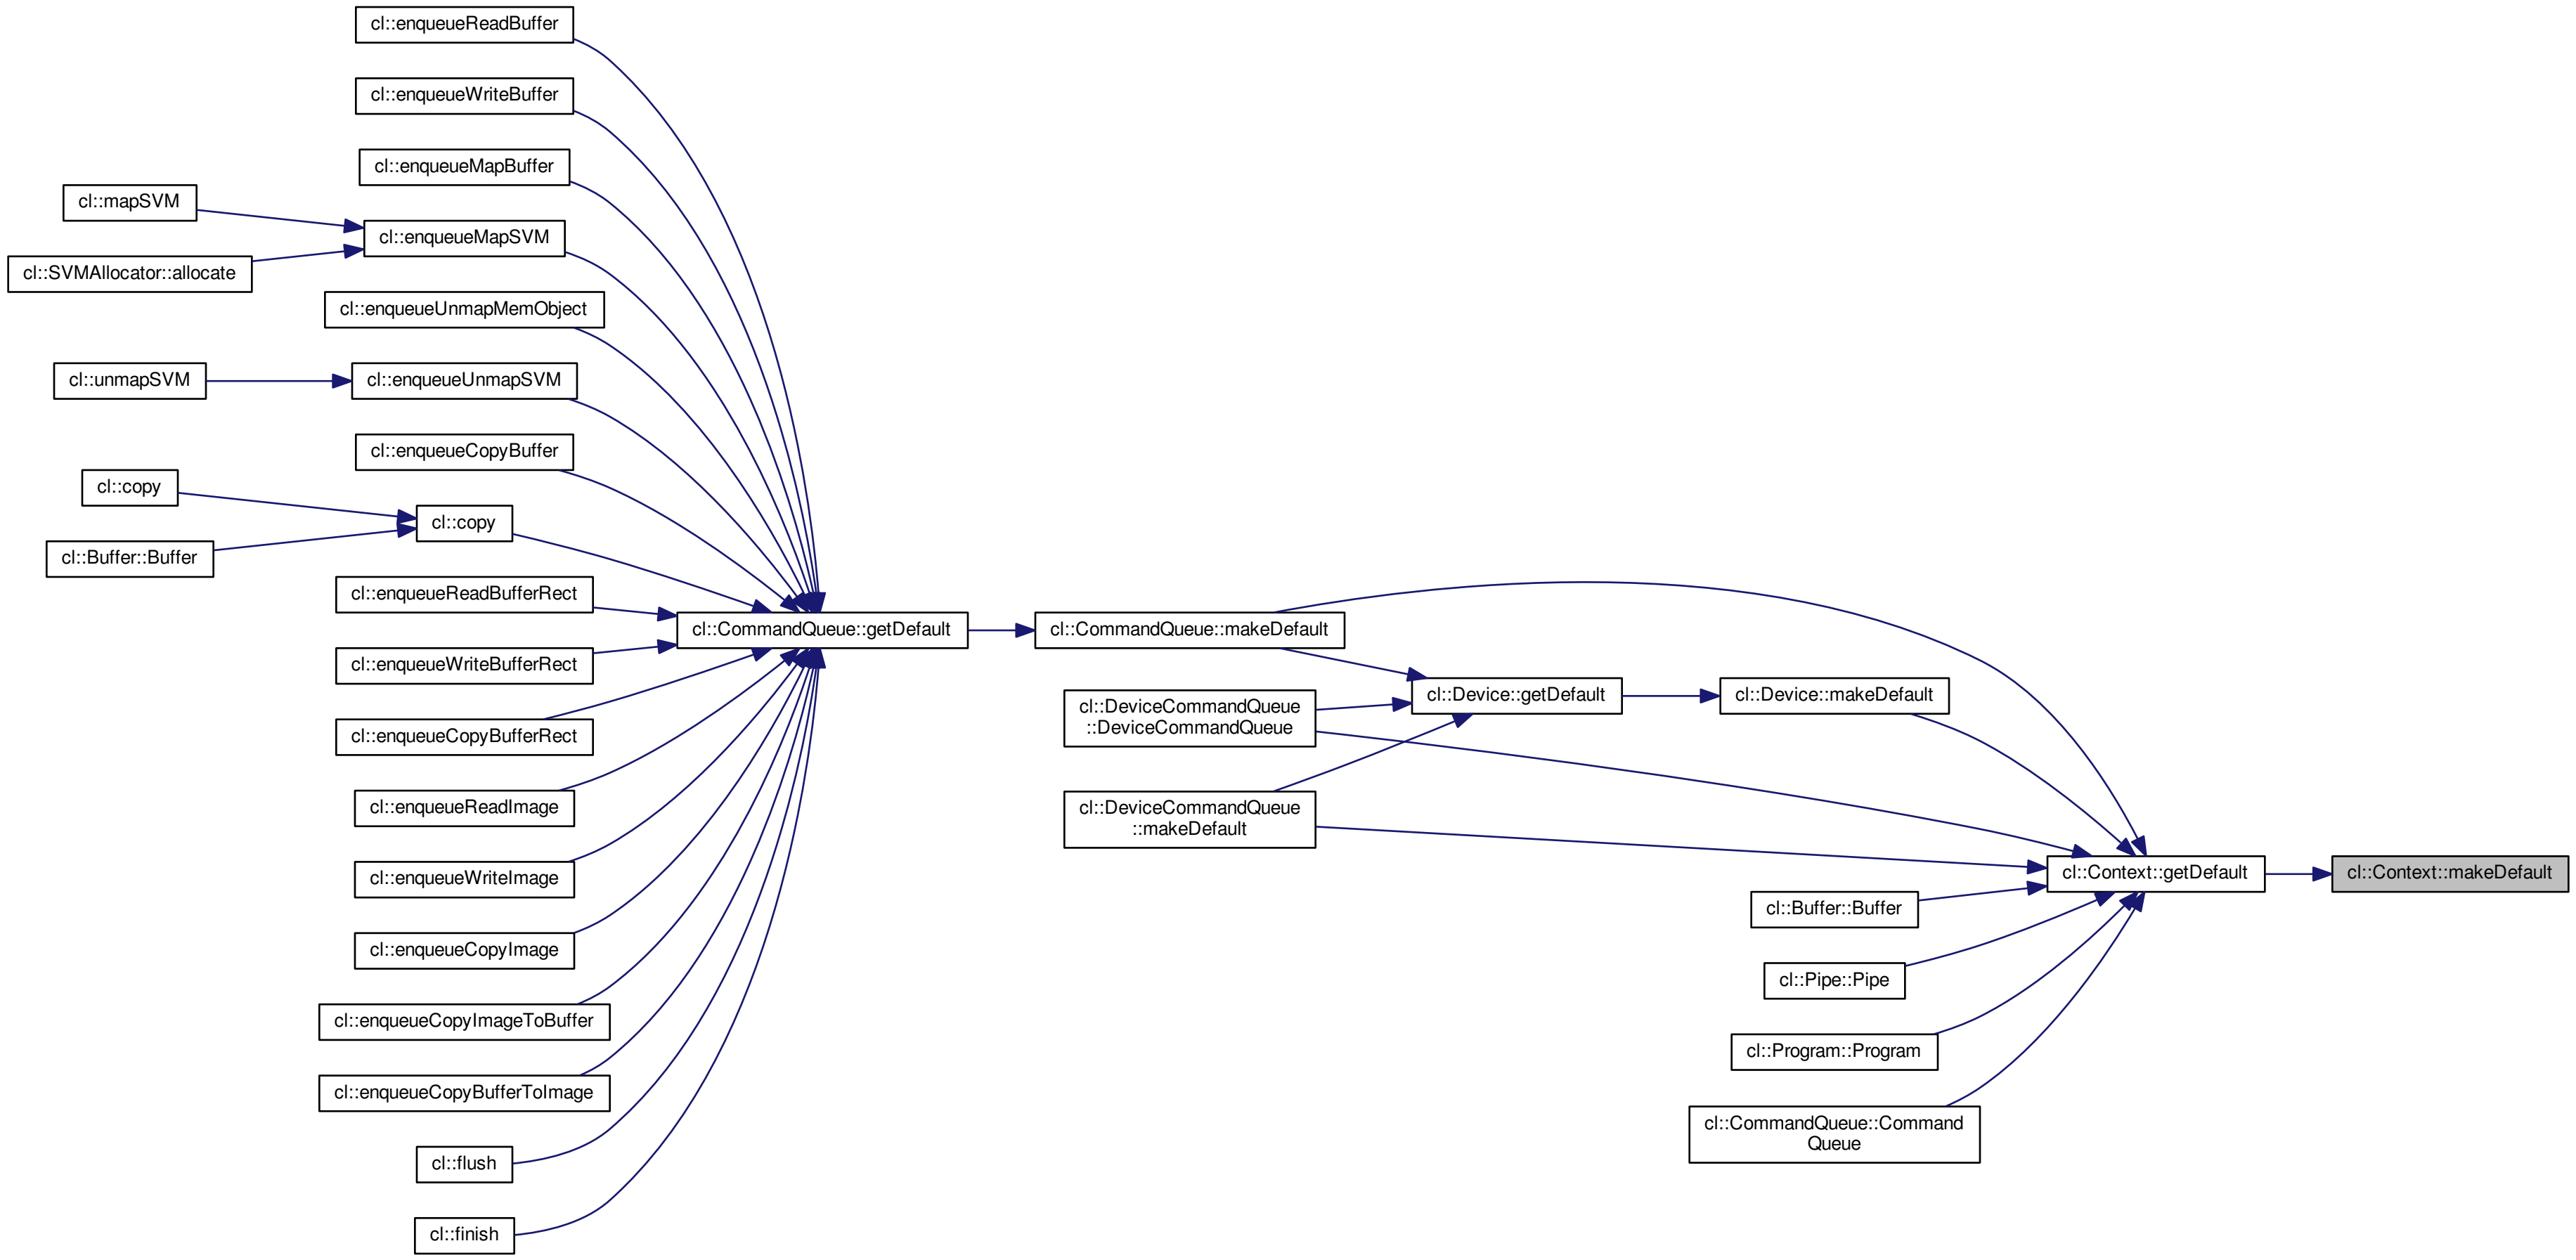 cl::enqueueReadBuffer
cl::enqueueWriteBuffer
cl::enqueueMapBuffer
cl::mapSVM
cl::enqueueMapSVM
cl::SVMAllocator::allocate
cl::enqueueUnmapMemObject
cl::unmapSVM
cl::enqueueUnmapSVM
cl::enqueueCopyBuffer
cl::copy
cl::copy
cl::Buffer::Buffer
cl::enqueueReadBufferRect
cl::CommandQueue::getDefault
cl::CommandQueue::makeDefault
cl::enqueueWriteBufferRect
cl::Device::getDefault
cl::Device::makeDefault
cl::DeviceCommandQueue
::DeviceCommandQueue
cl::enqueueCopyBufferRect
cl::enqueueReadImage
cl::DeviceCommandQueue
::makeDefault
cl::enqueueWriteImage
cl::Context::getDefault
cl::Context::makeDefault
cl::Buffer::Buffer
cl::enqueueCopyImage
cl::Pipe::Pipe
cl::enqueueCopyImageToBuffer
cl::Program::Program
cl::enqueueCopyBufferToImage
cl::CommandQueue::Command
Queue
cl::flush
cl::finish